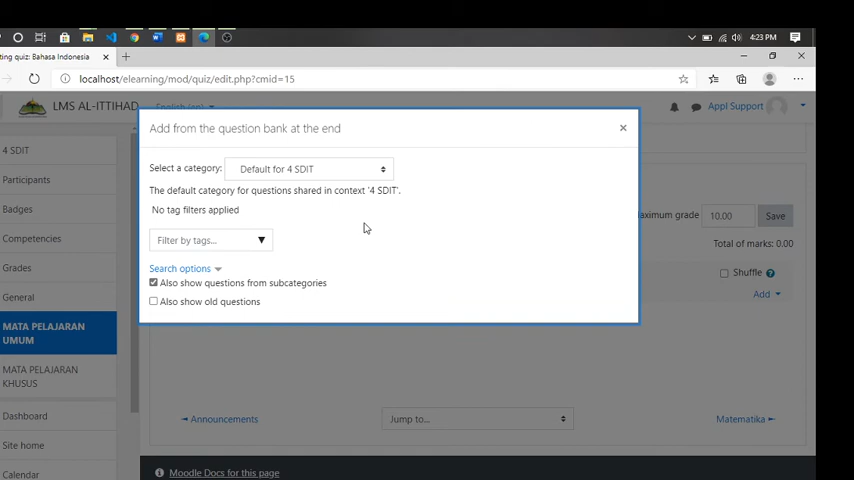 4:23 PM
ting quiz: Bahasa Indonesia
localhost/elearning/mod/quiz/edit.php?cmid=15
LMS AL-ITTIHAD
English (en)
Appl Support
Add from the question bank at the end
4 SDIT
Select a category: Default for 4 SDIT
Participants
The default category for questions shared in context '4 SDIT'.
Badges
No tag filters applied
aximum grade 10.00 Save
Competencies
Filter by tags...
Total of marks: 0.00
Grades
Search options
Shuffle
Also show questions from subcategories
General
Add
Also show old questions
MATA PELAJARAN
UMUM
MATA PELAJARAN
KHUSUS
Dashboard
Announcements
Jump to...
Matematika
Site home
Calendar
Moodle Docs for this page